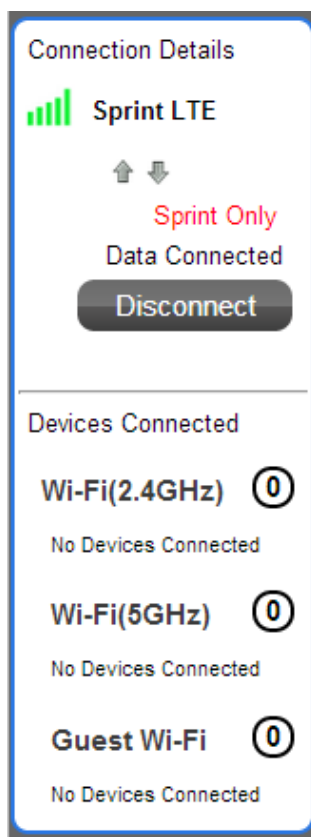 Connection Details
Sprint LTE
Sprint Only
Data Connected
Disconnect
Devices Connected
Wi-Fi(2.4GHz) 0
No Devices Connected
Wi-Fi(5GHz) 0
No Devices Connected
Guest Wi-Fi 0
No Devices Connected